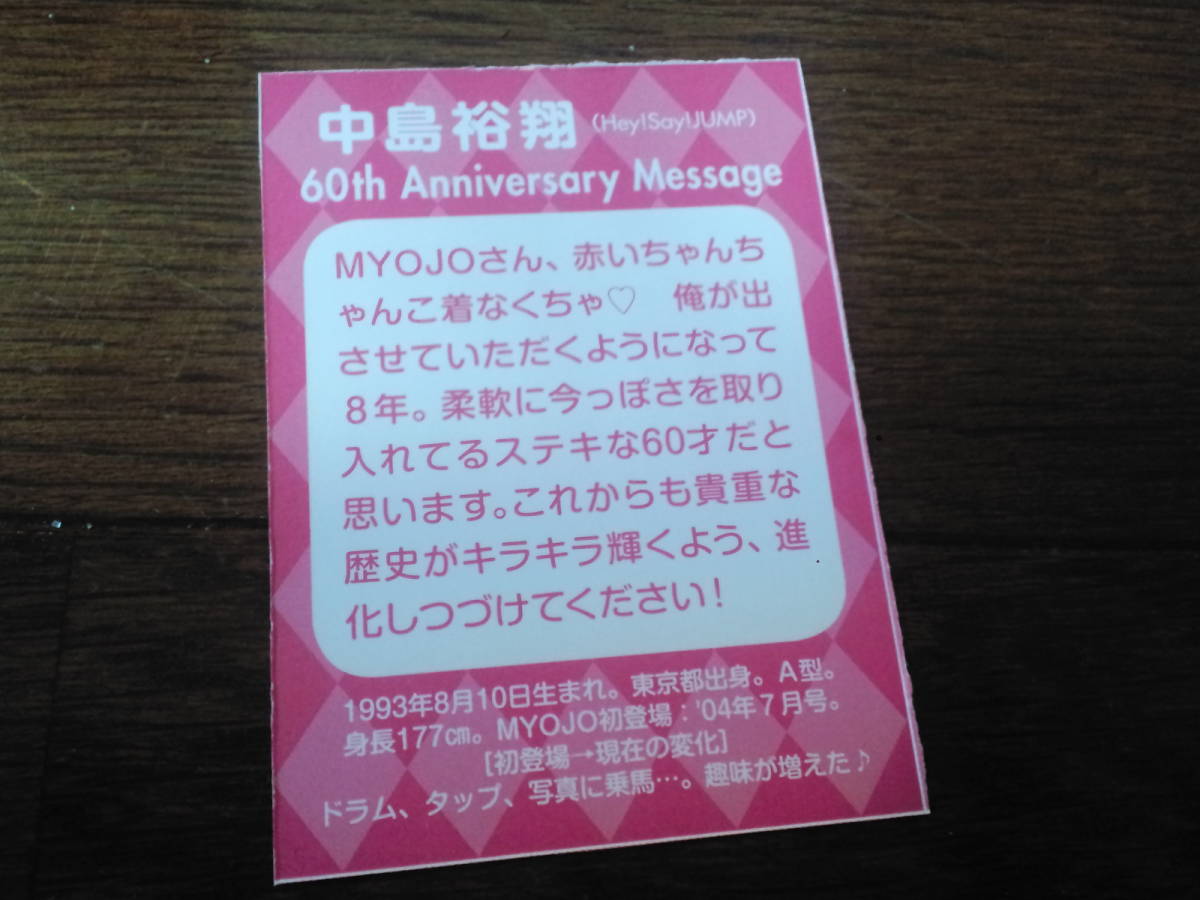 中島裕翔（Hey!Say!JUMP）
60th Anniversary Message
MYOJOさん、赤いちゃんち
ゃんこ着なくちゃ♡　俺が出
させていただくようになって
8年。柔軟に今っぽさを取り
入れてるステキな60才だと
思います。これからも貴重な
歴史がキラキラ輝くよう、進
化しつづけてください！
1993年8月10日生まれ。東京都出身。A型。
身長177㎝。MYOJO初登場：'04年7月号。
[初登場→現在の変化]
ドラム、タップ、写真に乗馬…。趣味が増えた♪